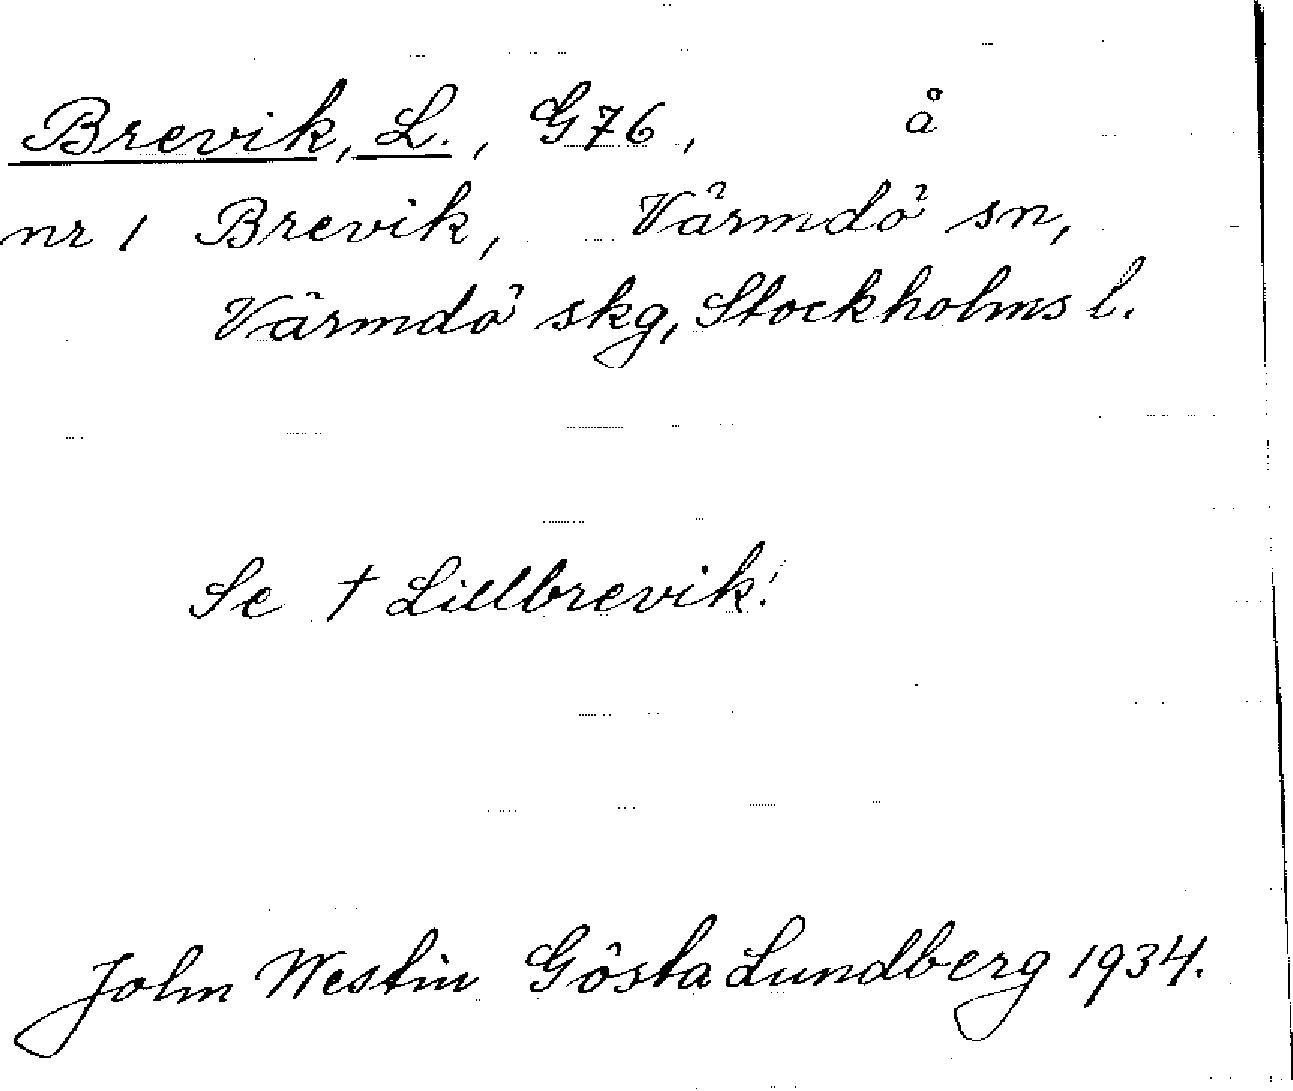 Brevik, L., G76, å
nr 1 Brevik, Värmdö sn,
Värmdö skg, Stockholms l.
Se † Lillbrevik!
John Westin Gösta Lundberg 1934.